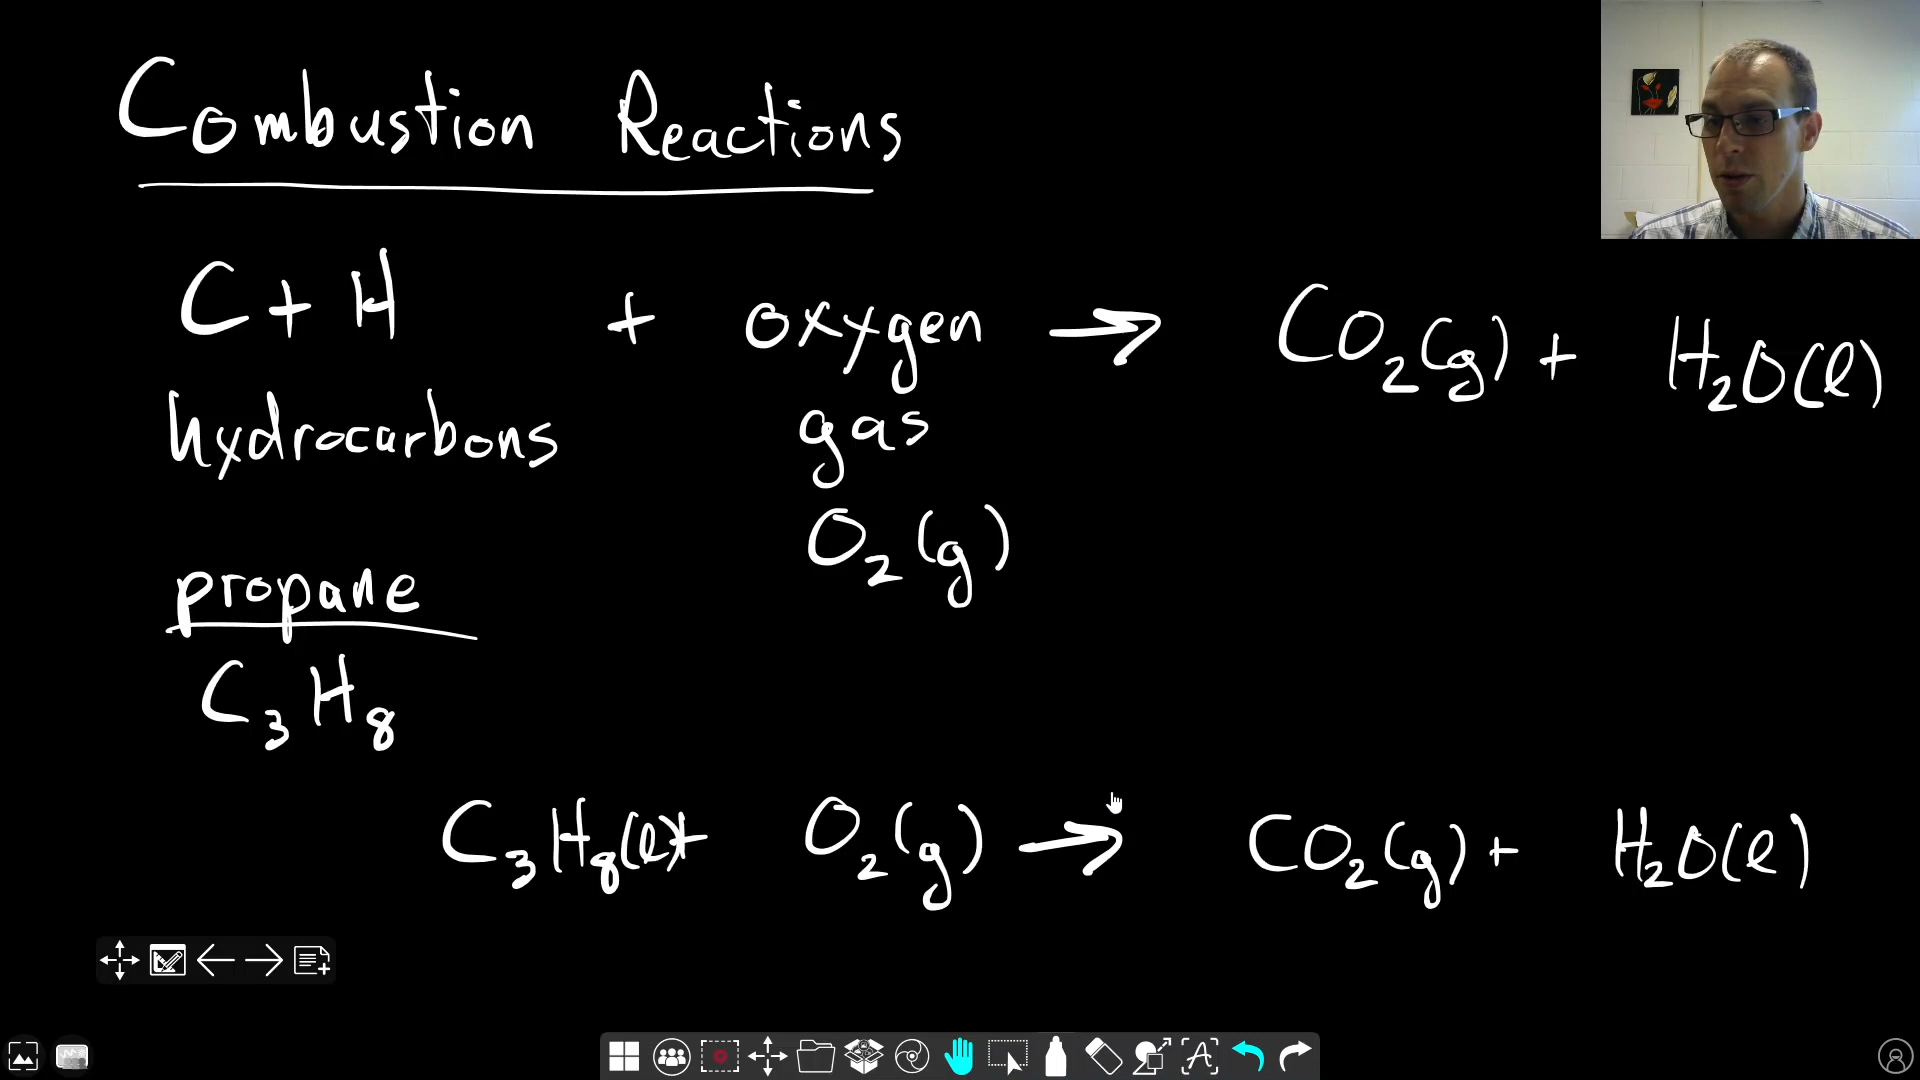 Combustion Reactions
C + H + oxygen → CO₂(g) + H₂O(l)
hydrocarbons gas
O₂(g)
propane
C₃H₈
C₃H₈(l) + O₂(g) → CO₂(g) + H₂O(l)